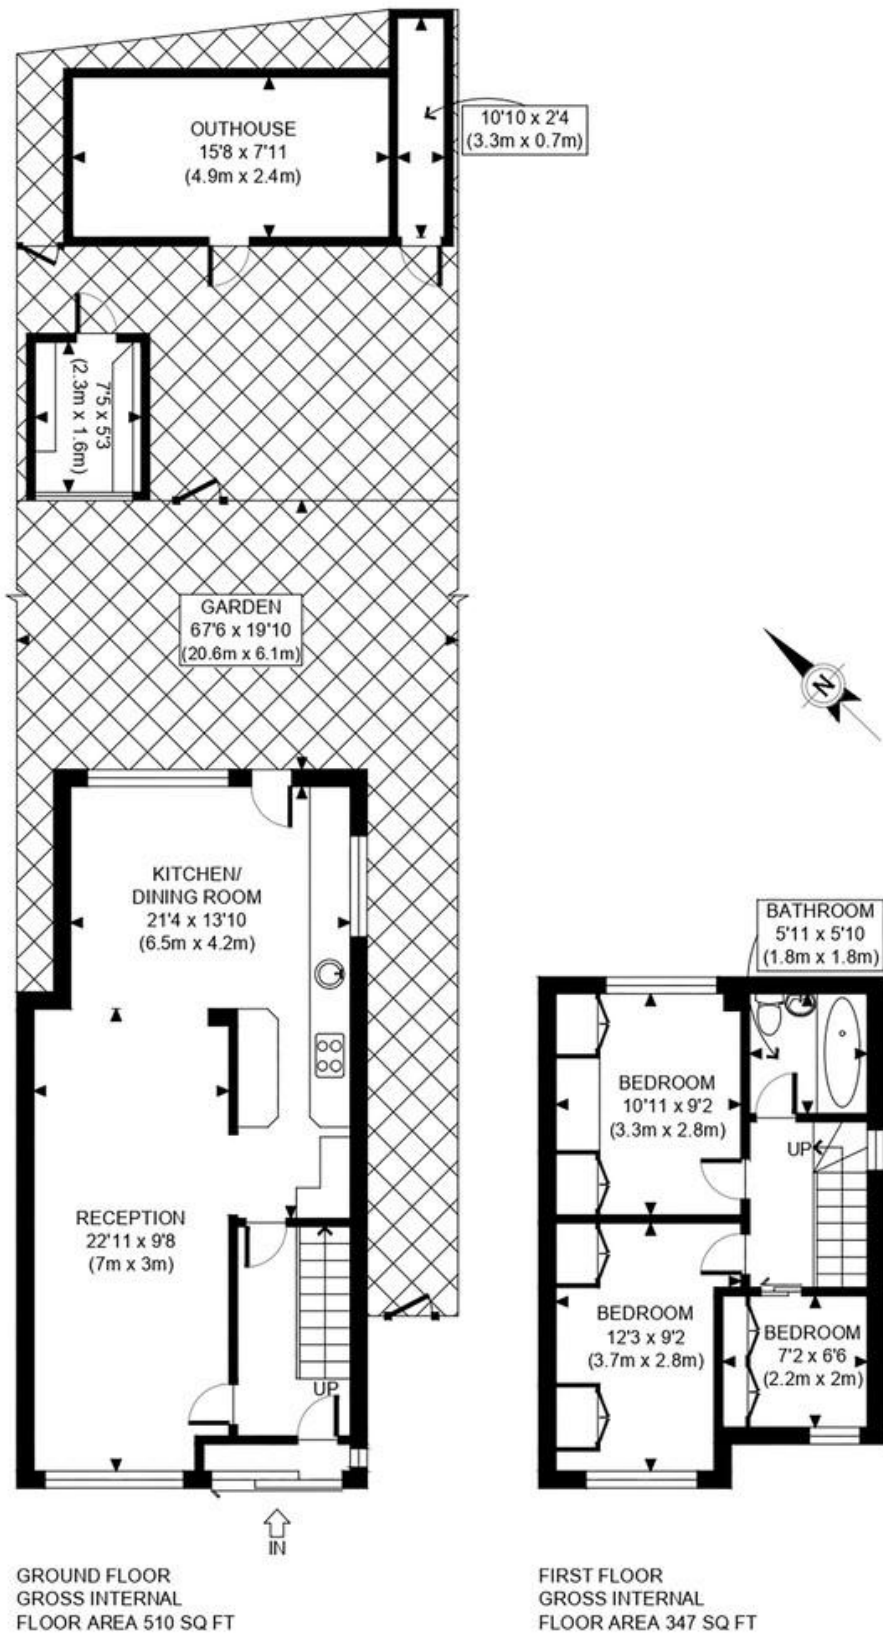 OUTHOUSE
15'8 x 7'11
(4.9m x 2.4m)
10'10 x 2'4
(3.3m x 0.7m)
7'5 x 5'3
(2.3m x 1.6m)
GARDEN
67'6 x 19'10
(20.6m x 6.1m)
N
KITCHEN/
DINING ROOM
21'4 x 13'10
(6.5m x 4.2m)
RECEPTION
22'11 x 9'8
(7m x 3m)
UP
IN
BATHROOM
5'11 x 5'10
(1.8m x 1.8m)
BEDROOM
10'11 x 9'2
(3.3m x 2.8m)
UP
BEDROOM
12'3 x 9'2
(3.7m x 2.8m)
BEDROOM
7'2 x 6'6
(2.2m x 2m)
GROUND FLOOR
GROSS INTERNAL
FLOOR AREA 510 SQ FT
FIRST FLOOR
GROSS INTERNAL
FLOOR AREA 347 SQ FT